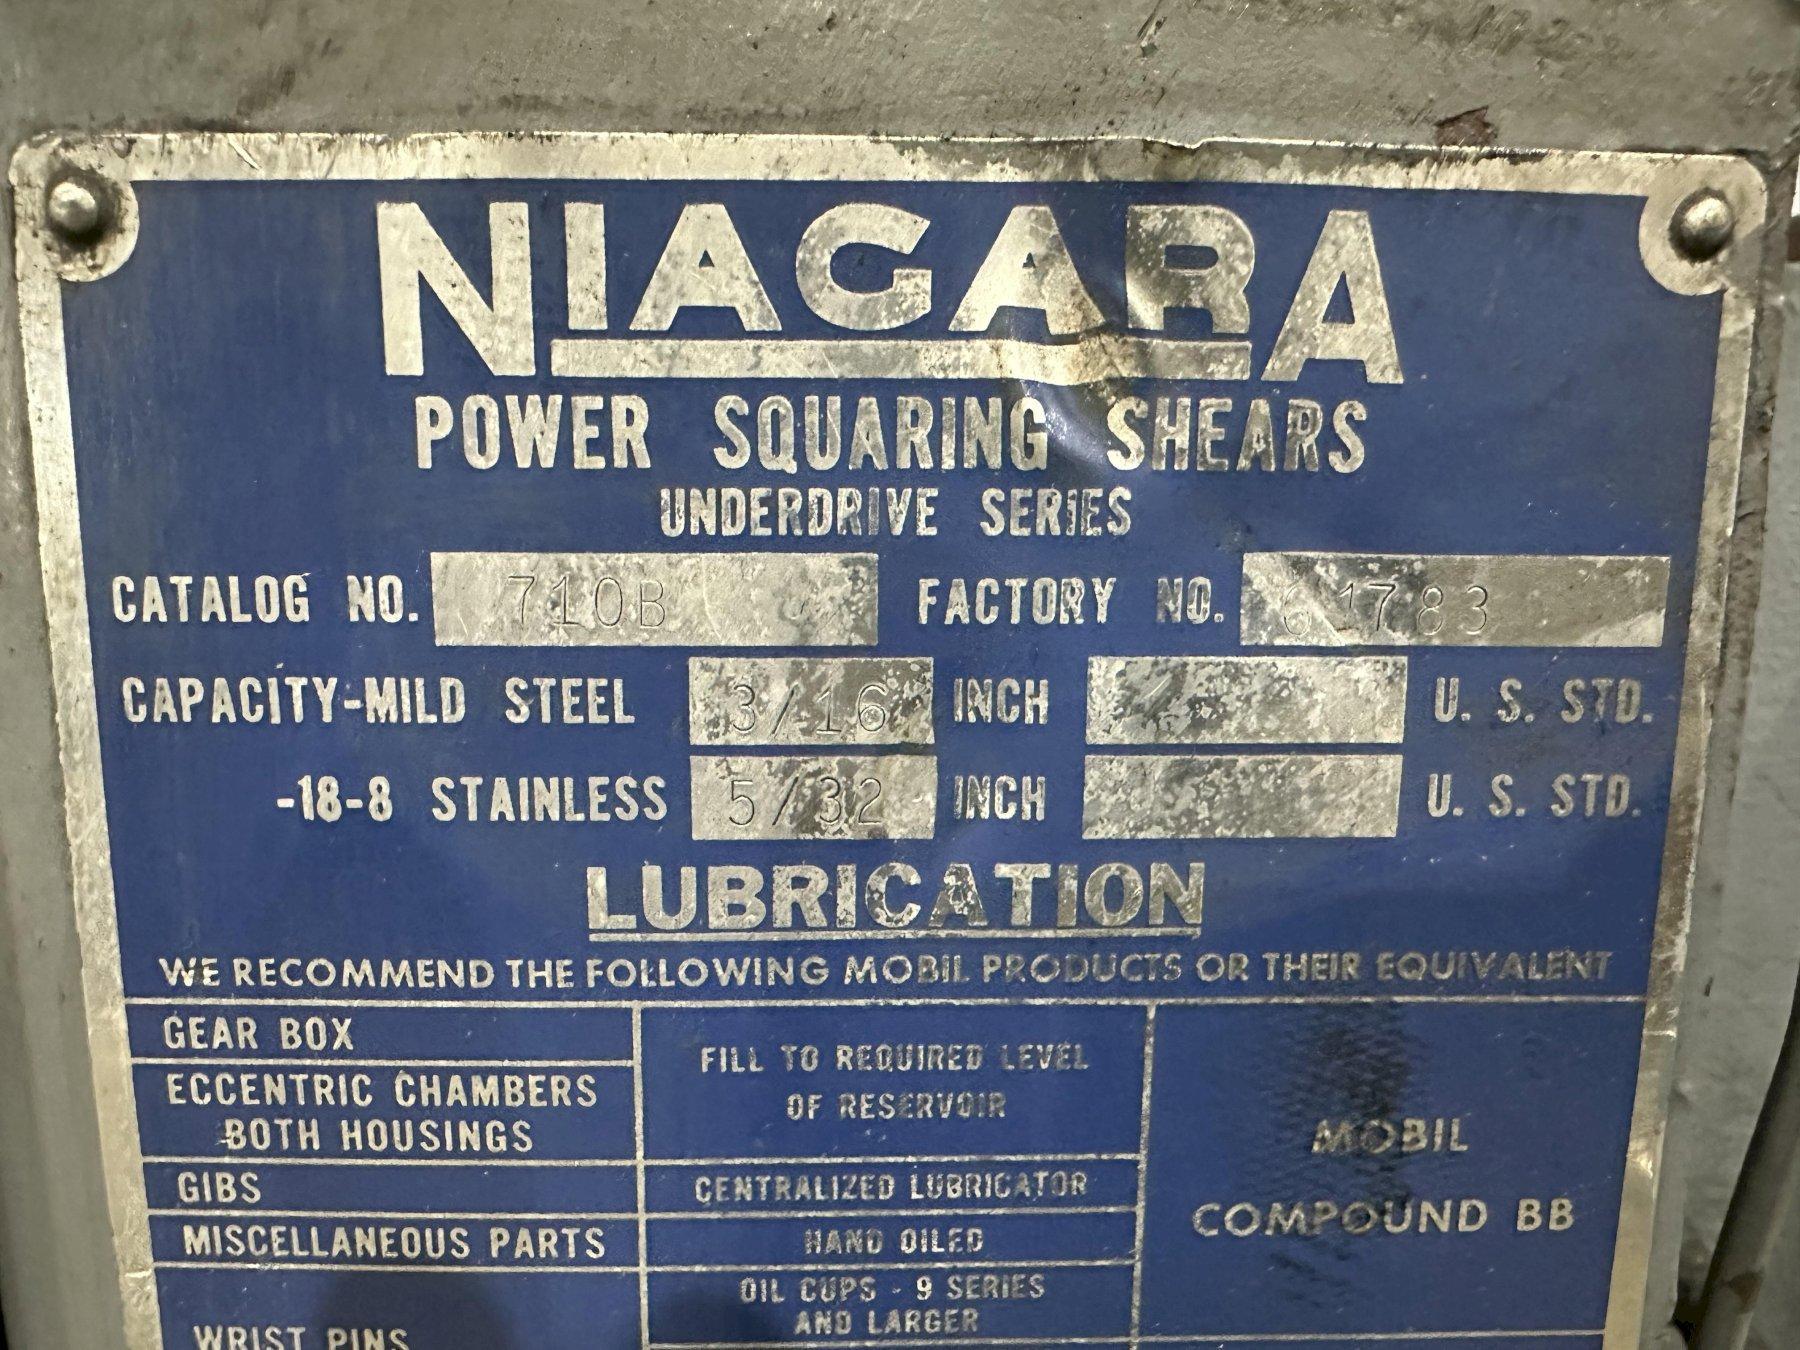 NIAGARA
POWER SQUARING SHEARS
UNDERDRIVE SERIES
CATALOG NO. 710B FACTORY NO. 61783
CAPACITY-MILD STEEL 3/16 INCH U. S. STD.
-18-8 STAINLESS 5/32 INCH U. S. STD.
LUBRICATION
WE RECOMMEND THE FOLLOWING MOBIL PRODUCTS OR THEIR EQUIVALENT
GEAR BOX
ECCENTRIC CHAMBERS
BOTH HOUSINGS
FILL TO REQUIRED LEVEL
OF RESERVOIR
GIBS
CENTRALIZED LUBRICATOR
MISCELLANEOUS PARTS
HAND OILED
WRIST PINS
OIL CUPS - 9 SERIES
AND LARGER
MOBIL
COMPOUND BB